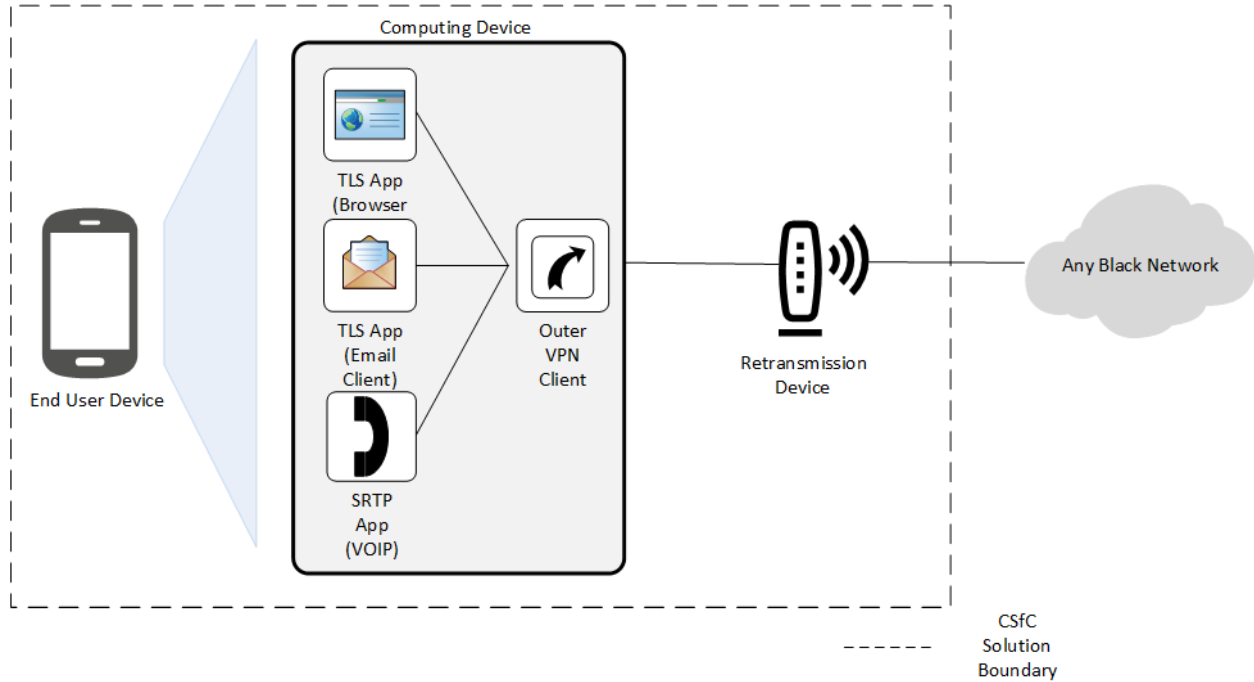 Computing Device
TLS App
(Browser
TLS App
(Email
Client)
SRTP
App
(VOIP)
Outer
VPN
Client
End User Device
Retransmission
Device
Any Black Network
CSfC
Solution
Boundary